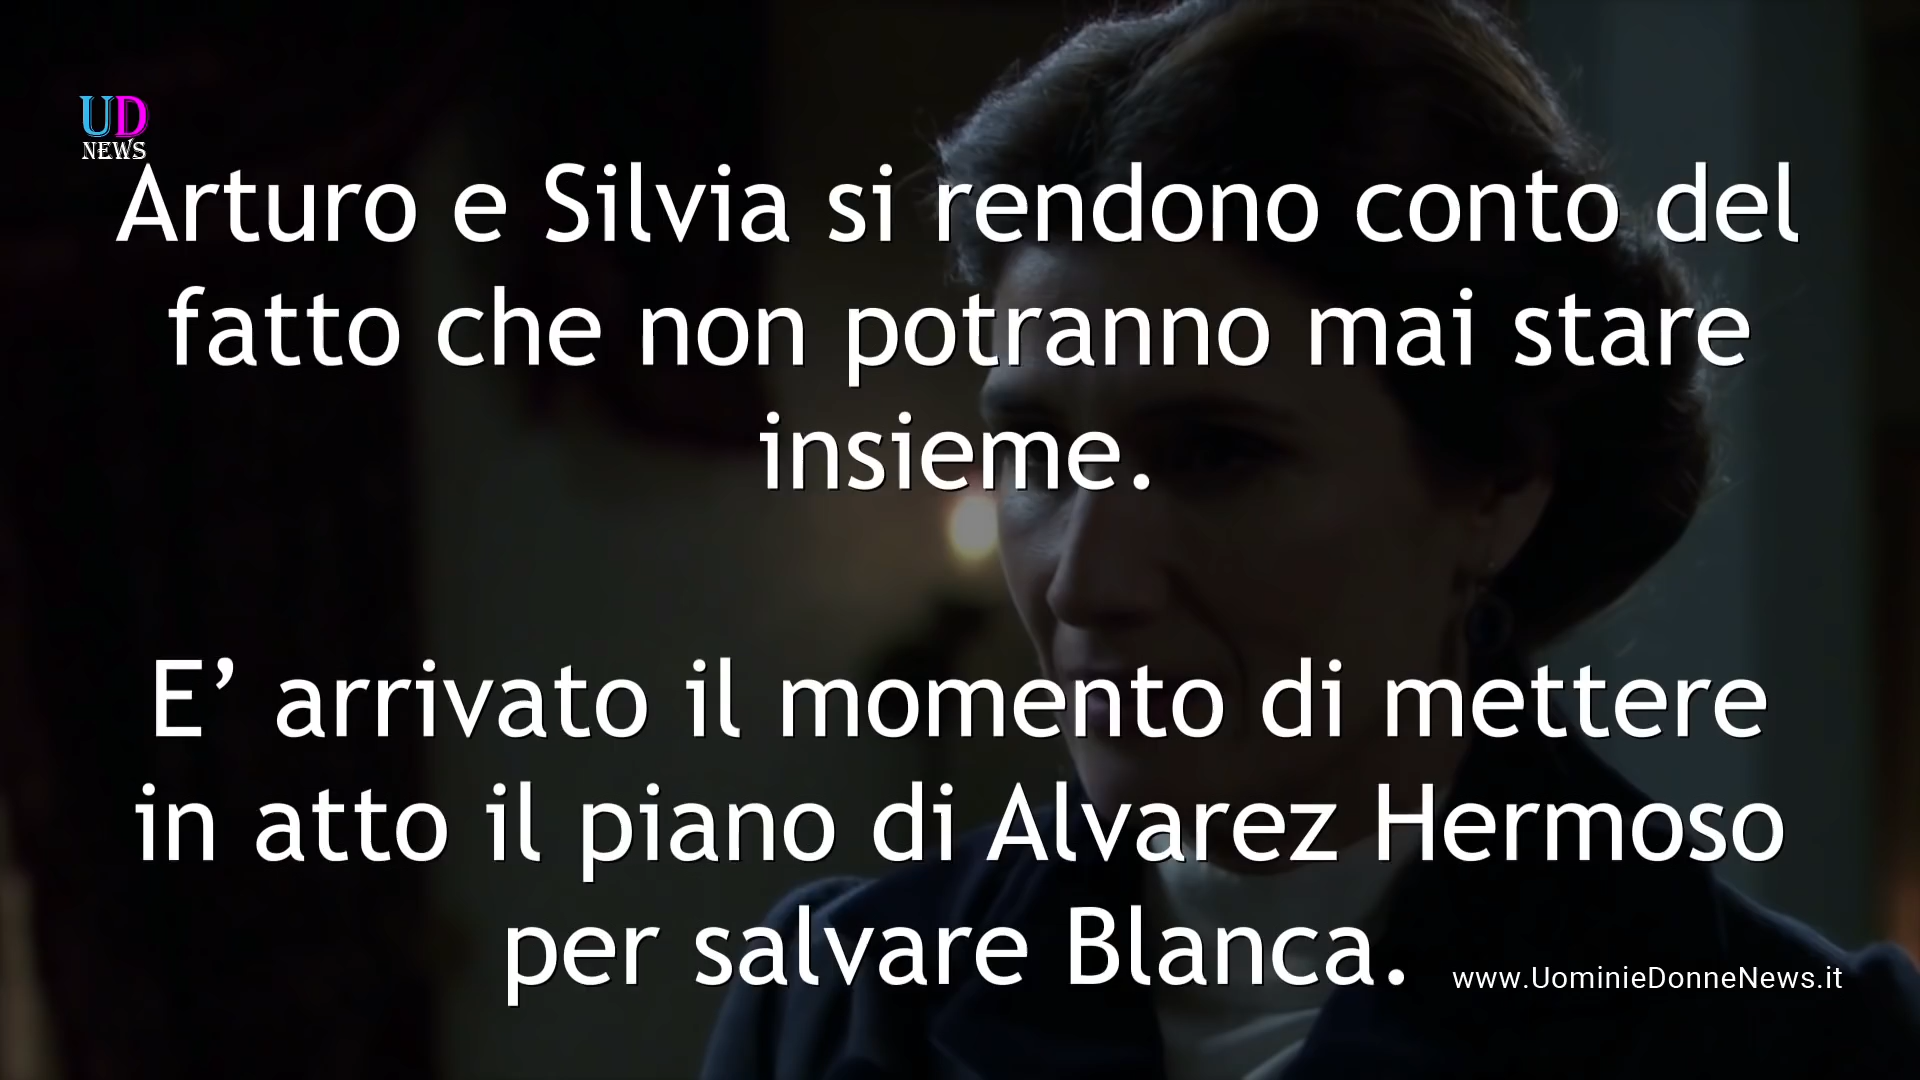 UD
NEWS
Arturo e Silvia si rendono conto del
fatto che non potranno mai stare
insieme.
E’ arrivato il momento di mettere
in atto il piano di Alvarez Hermoso
per salvare Blanca.
www.UominieDonneNews.it